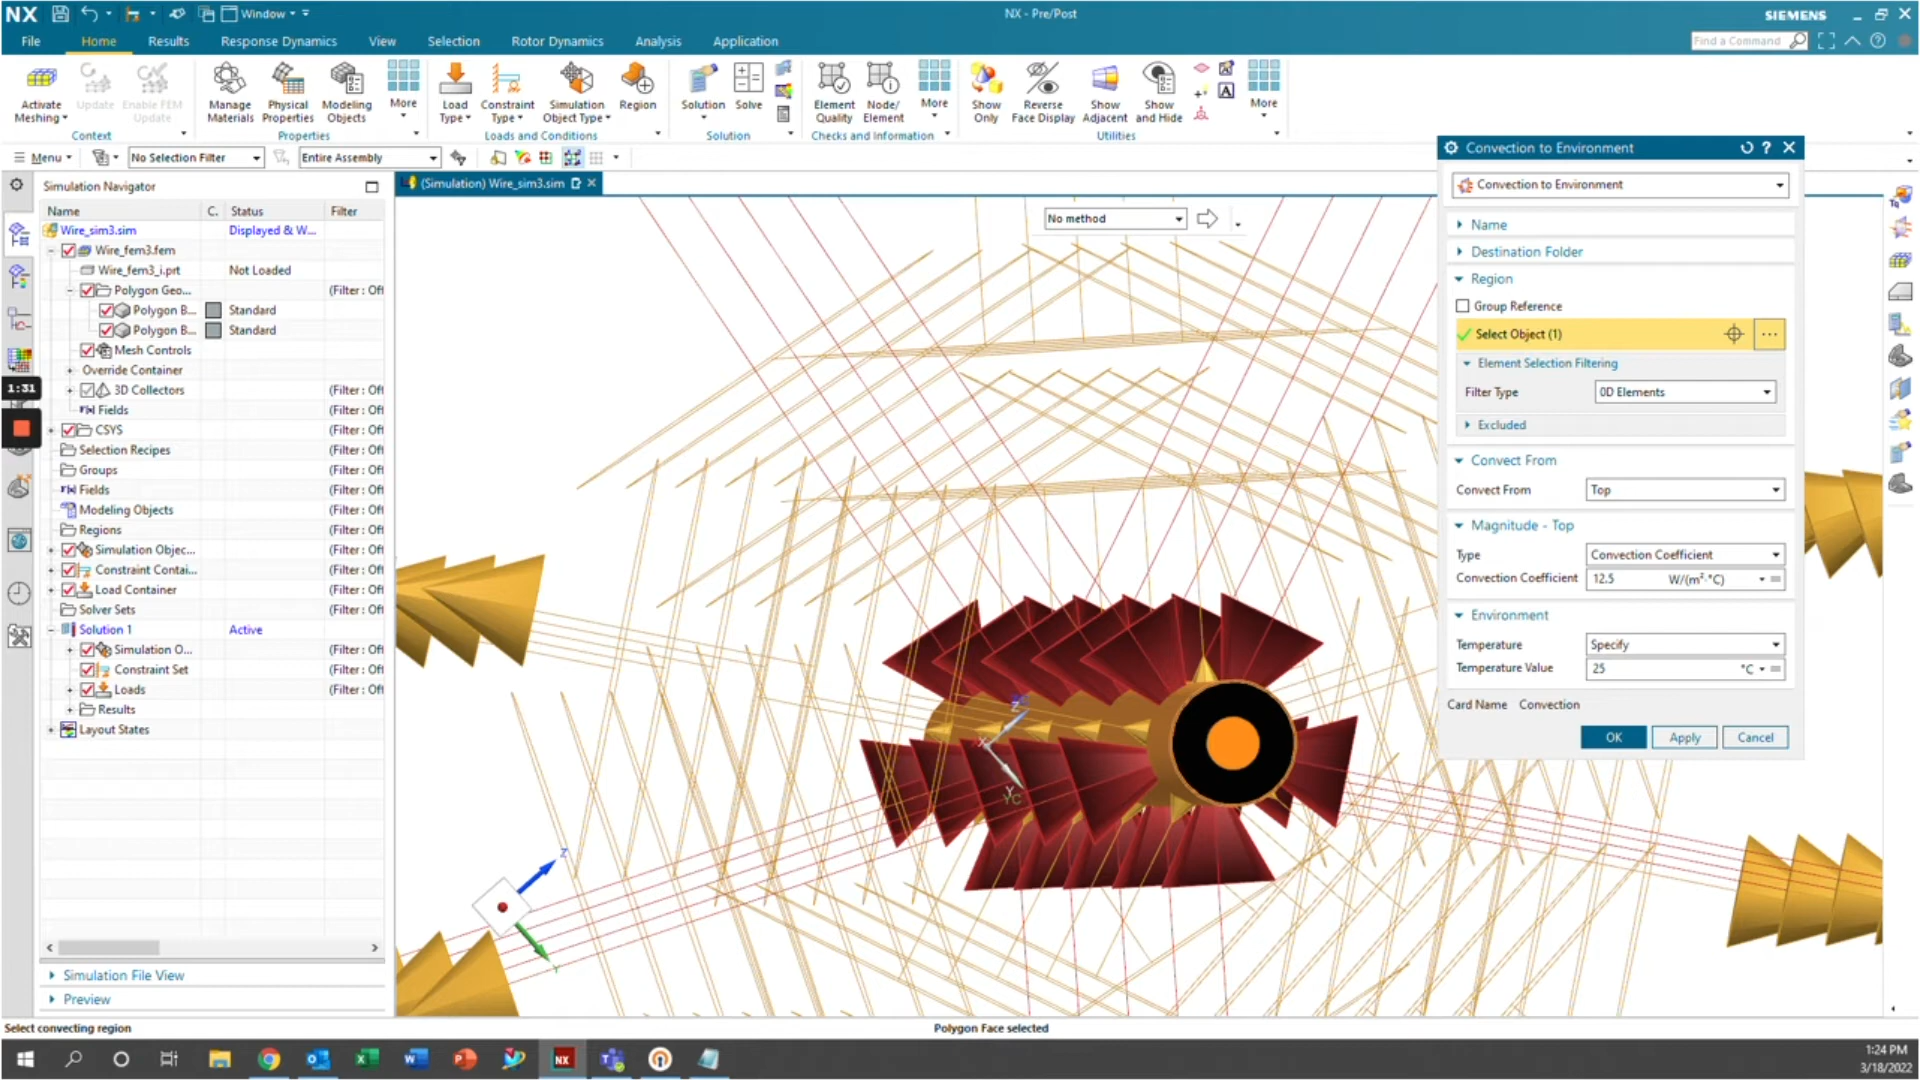 NX Window NX - Pre/Post SIEMENS
File Home Results Response Dynamics View Selection Rotor Dynamics Analysis Application Find a Command
Activate Meshing
Update
Enable FEM Update
Manage Materials
Physical Properties
Modeling Objects
More
Load Type
Constraint Type
Simulation Object Type
Region
Solution
Solve
Element Quality
Node/ Element
More
Show Only
Reverse Face Display
Show Adjacent
Show and Hide
More
Context Properties Loads and Conditions Solution Checks and Information Utilities
Menu No Selection Filter Entire Assembly
Simulation Navigator
(Simulation) Wire_sim3.sim
Name C. Status Filter
Wire_sim3.sim Displayed & W...
Wire_fem3.fem
Wire_fem3_i.prt Not Loaded
Polygon Geo... (Filter : Off
Polygon B... Standard
Polygon B... Standard
Mesh Controls
Override Container
3D Collectors (Filter : Off
Fields (Filter : Off
CSYS (Filter : Off
Selection Recipes (Filter : Off
Groups (Filter : Off
Fields (Filter : Off
Modeling Objects (Filter : Off
Regions (Filter : Off
Simulation Objec... (Filter : Off
Constraint Contai... (Filter : Off
Load Container (Filter : Off
Solver Sets (Filter : Off
Solution 1 Active
Simulation O... (Filter : Off
Constraint Set (Filter : Off
Loads (Filter : Off
Results (Filter : Off
Layout States
Simulation File View
Preview
1:31
No method
Z
X
Y
YC
Z
Y
Convection to Environment
Convection to Environment
Name
Destination Folder
Region
Group Reference
Select Object (1)
Element Selection Filtering
Filter Type 0D Elements
Excluded
Convect From
Convect From Top
Magnitude - Top
Type Convection Coefficient
Convection Coefficient 12.5 W/(m²·°C)
Environment
Temperature Specify
Temperature Value 25 °C
Card Name Convection
OK Apply Cancel
Select convecting region Polygon Face selected
1:24 PM
3/18/2022